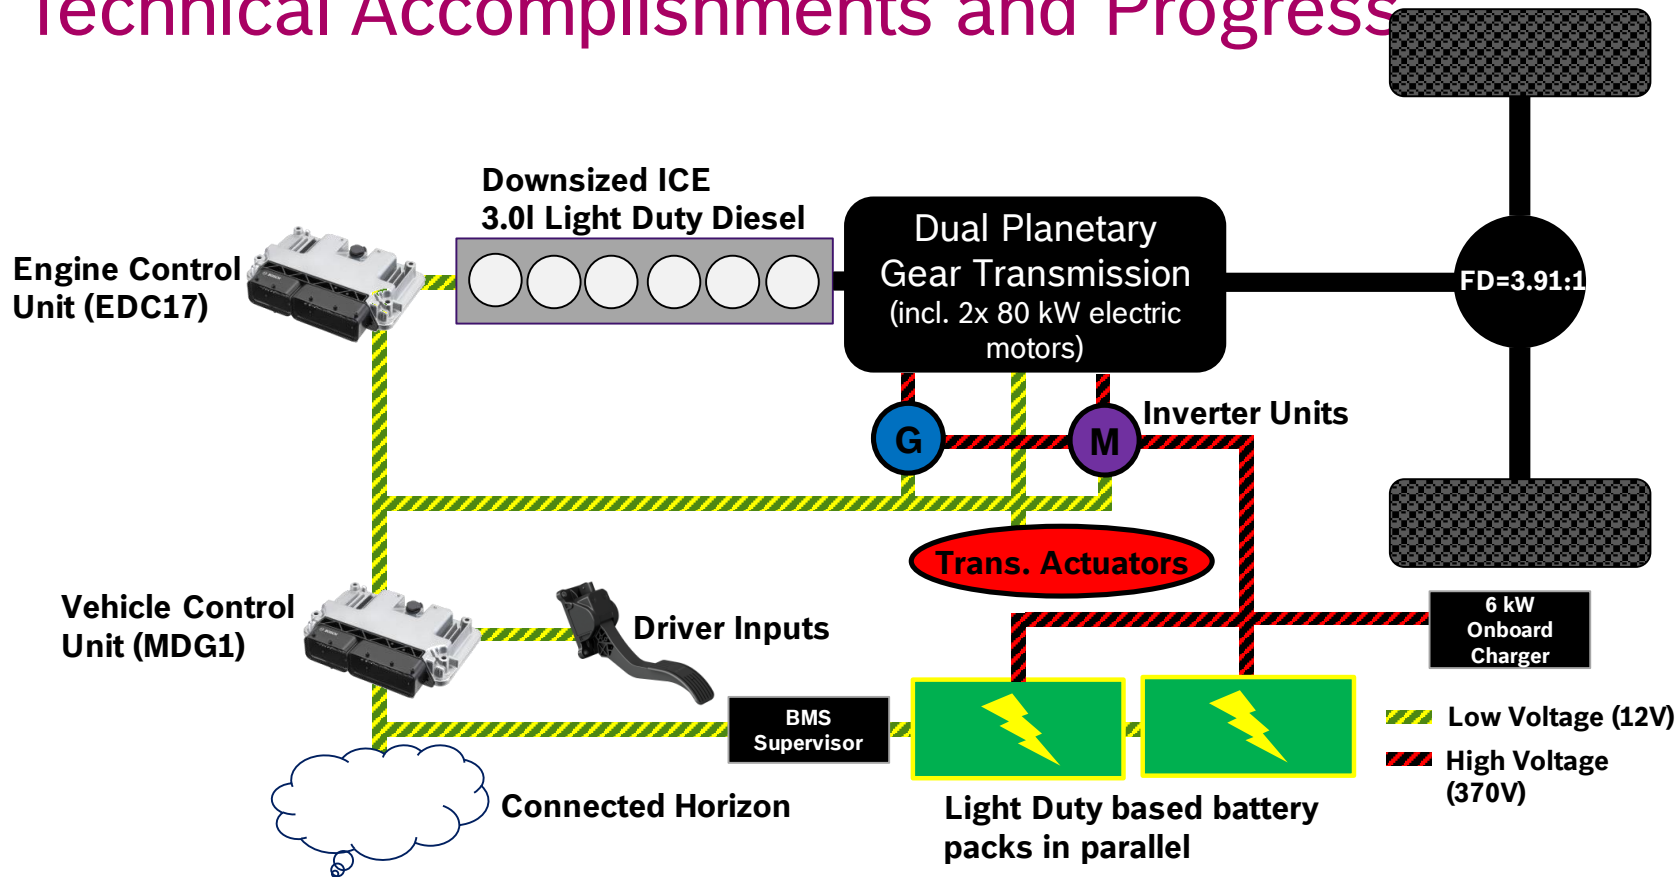 Technical Accomplishments and Progress
Downsized ICE
3.0l Light Duty Diesel
Engine Control
Unit (EDC17)
Dual Planetary
Gear Transmission
(incl. 2x 80 kW electric
motors)
FD=3.91:1
G
M
Inverter Units
Trans. Actuators
Vehicle Control
Unit (MDG1)
Driver Inputs
6 kW
Onboard
Charger
BMS
Supervisor
Low Voltage (12V)
High Voltage
(370V)
Connected Horizon
Light Duty based battery
packs in parallel